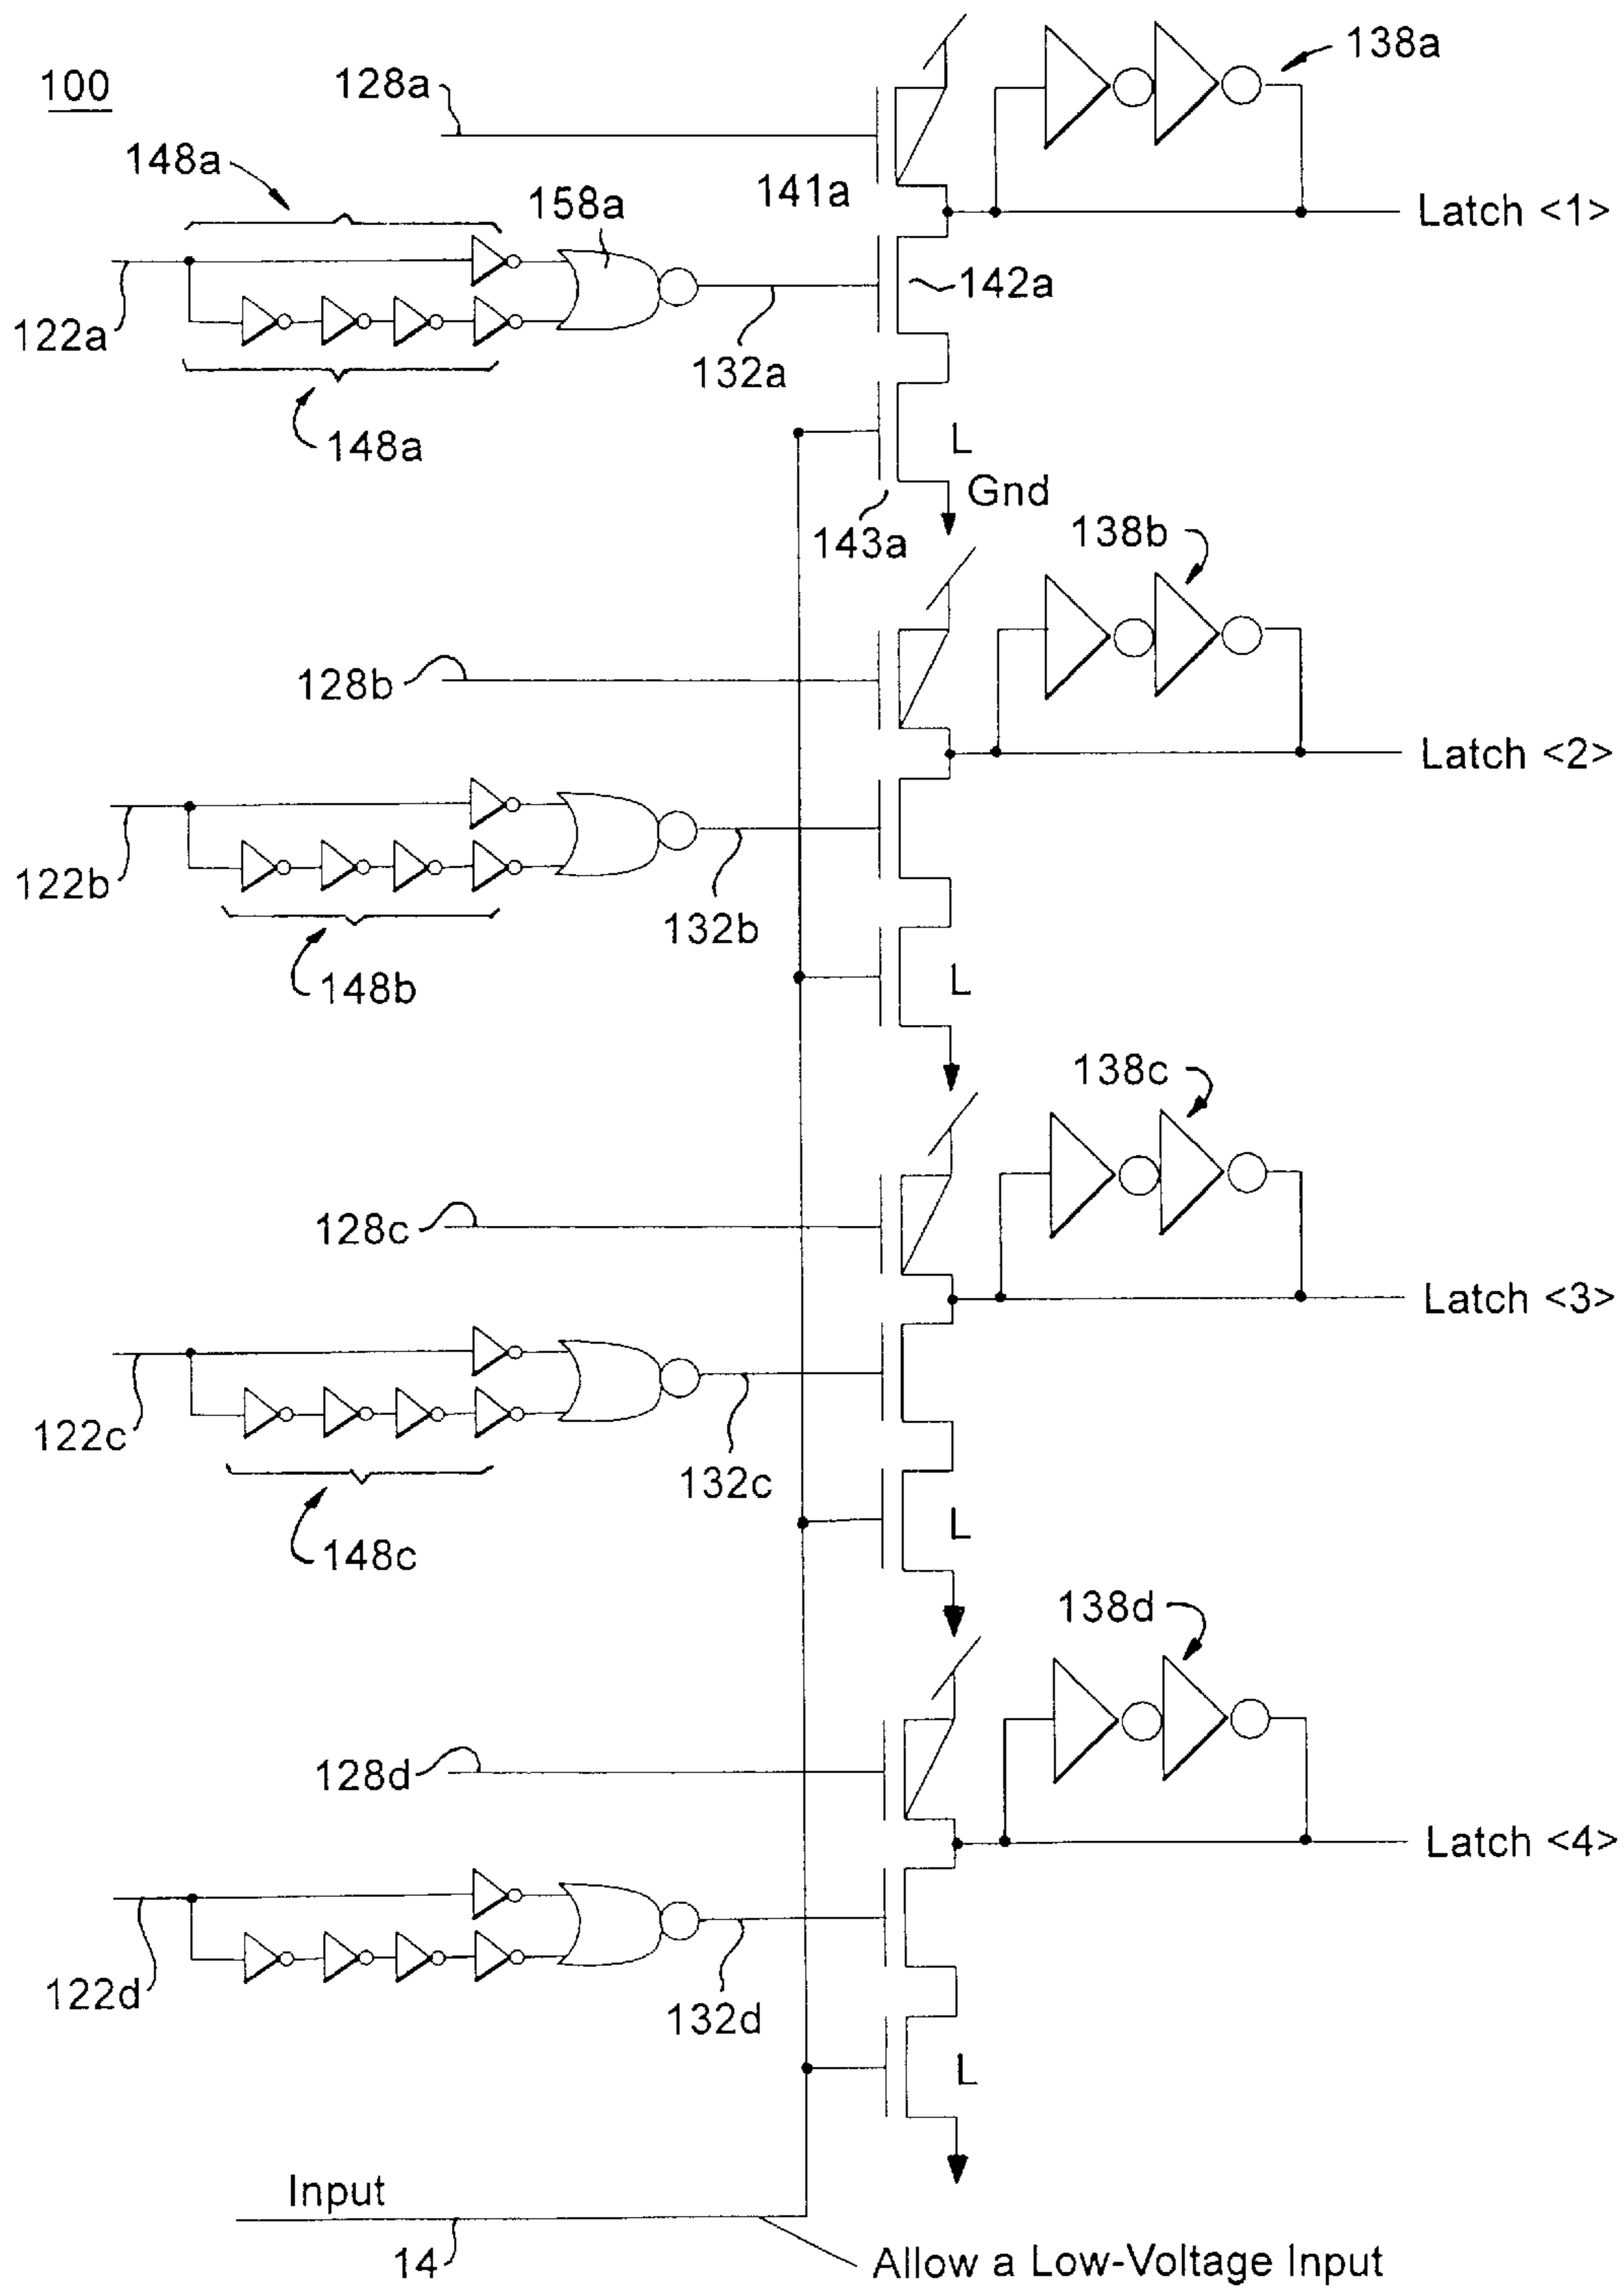 100
128a
138a
148a
158a
141a
Latch <1>
142a
122a
132a
148a
L
Gnd
143a
138b
128b
Latch <2>
122b
132b
148b
L
138c
128c
Latch <3>
122c
132c
148c
L
138d
128d
Latch <4>
122d
132d
L
Input
14
Allow a Low-Voltage Input